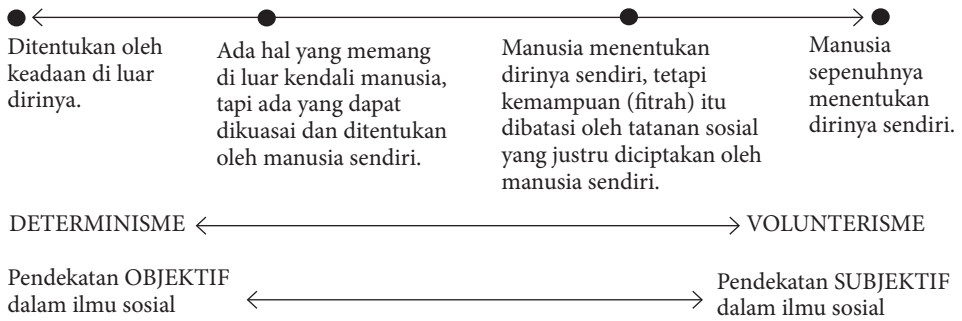 Ditentukan oleh
keadaan di luar
dirinya.
Ada hal yang memang
di luar kendali manusia,
tapi ada yang dapat
dikuasai dan ditentukan
oleh manusia sendiri.
Manusia menentukan
dirinya sendiri, tetapi
kemampuan (fitrah) itu
dibatasi oleh tatanan sosial
yang justru diciptakan oleh
manusia sendiri.
Manusia
sepenuhnya
menentukan
dirinya sendiri.
DETERMINISME
VOLUNTERISME
Pendekatan OBJEKTIF
dalam ilmu sosial
Pendekatan SUBJEKTIF
dalam ilmu sosial